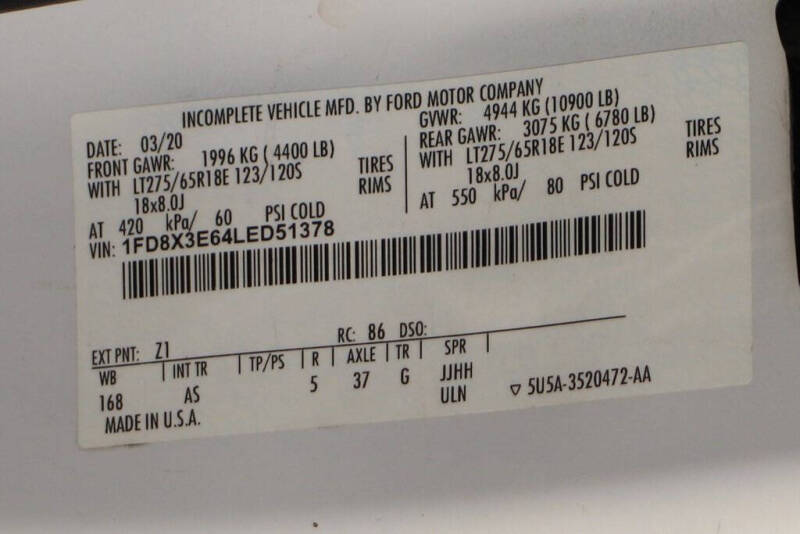 INCOMPLETE VEHICLE MFD. BY FORD MOTOR COMPANY
DATE: 03/20
FRONT GAWR: 1996 KG ( 4400 LB)
WITH LT275/65R18E 123/120S TIRES
18x8.0J RIMS
AT 420 kPa/ 60 PSI COLD
GVWR: 4944 KG (10900 LB)
REAR GAWR: 3075 KG ( 6780 LB)
WITH LT275/65R18E 123/120S TIRES
18x8.0J RIMS
AT 550 kPa/ 80 PSI COLD
VIN: 1FD8X3E64LED51378
EXT PNT: Z1 RC: 86 DSO:
WB INT TR TP/PS R AXLE TR SPR
168 AS 5 37 G JJHH
ULN
MADE IN U.S.A. ▽ 5U5A-3520472-AA